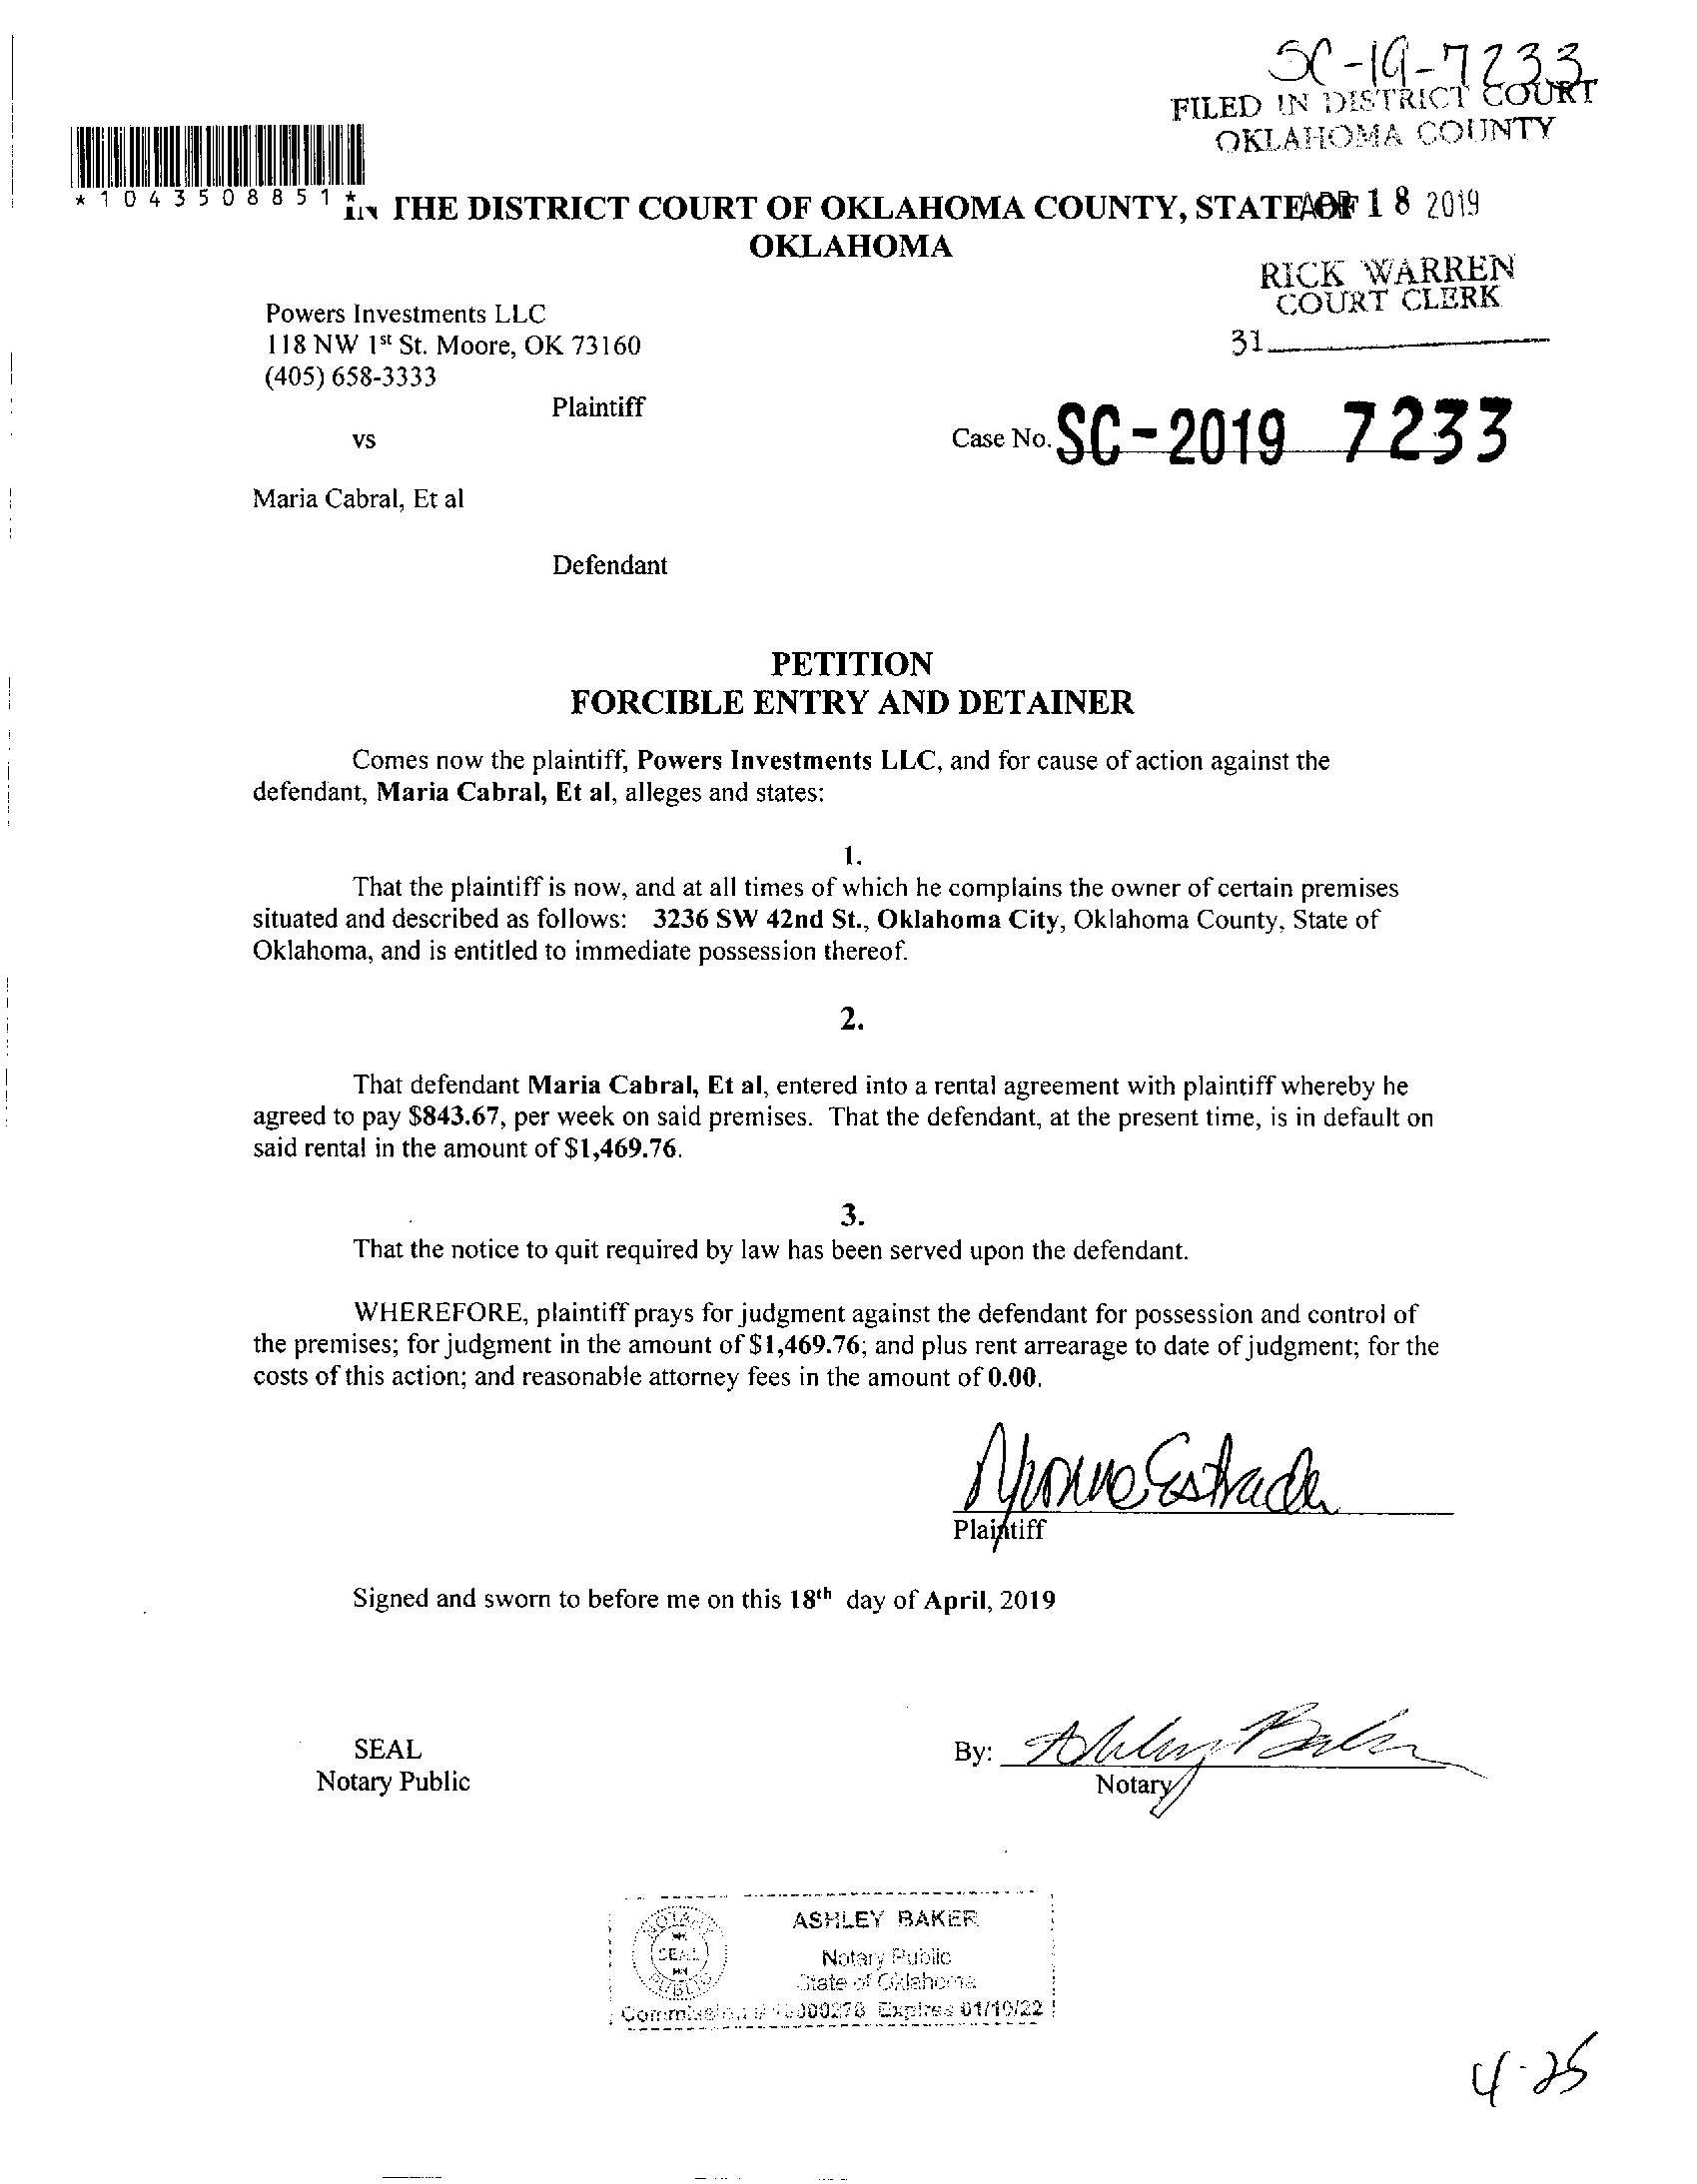 SC-19-7233
FILED IN DISTRICT COURT
OKLAHOMA COUNTY
*1043508851*
THE DISTRICT COURT OF OKLAHOMA COUNTY, STATE OF
APR 18 2019
OKLAHOMA
RICK WARREN
COURT CLERK
31
Powers Investments LLC
118 NW 1st St. Moore, OK 73160
(405) 658-3333
Plaintiff
vs
Case No. SC-2019 7233
Maria Cabral, Et al
Defendant
PETITION
FORCIBLE ENTRY AND DETAINER
Comes now the plaintiff, Powers Investments LLC, and for cause of action against the
defendant, Maria Cabral, Et al, alleges and states:
1.
That the plaintiff is now, and at all times of which he complains the owner of certain premises
situated and described as follows: 3236 SW 42nd St., Oklahoma City, Oklahoma County, State of
Oklahoma, and is entitled to immediate possession thereof.
2.
That defendant Maria Cabral, Et al, entered into a rental agreement with plaintiff whereby he
agreed to pay $843.67, per week on said premises. That the defendant, at the present time, is in default on
said rental in the amount of $1,469.76.
3.
That the notice to quit required by law has been served upon the defendant.
WHEREFORE, plaintiff prays for judgment against the defendant for possession and control of
the premises; for judgment in the amount of $1,469.76; and plus rent arrearage to date of judgment; for the
costs of this action; and reasonable attorney fees in the amount of 0.00.
Yvonne Estrada
Plaintiff
Signed and sworn to before me on this 18th day of April, 2019
SEAL
Notary Public
By: Ashley Baker
Notary
NOTARY
SEAL
PUBLIC
ASHLEY BAKER
Notary Public
State of Oklahoma
Commission # Expires 01/10/22
4-25